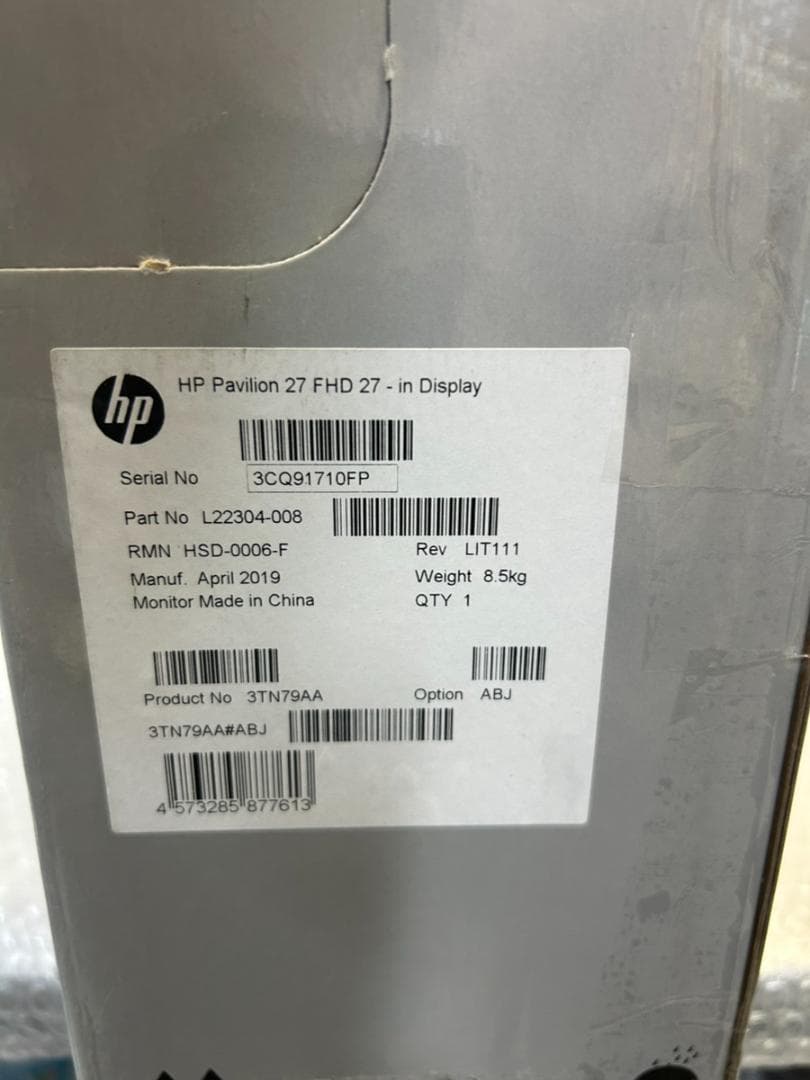 hp
HP Pavilion 27 FHD 27 - in Display
Serial No 3CQ91710FP
Part No L22304-008
RMN HSD-0006-F Rev LIT111
Manuf. April 2019 Weight 8.5kg
Monitor Made in China QTY 1
Product No 3TN79AA Option ABJ
3TN79AA#ABJ
4 573285 877613